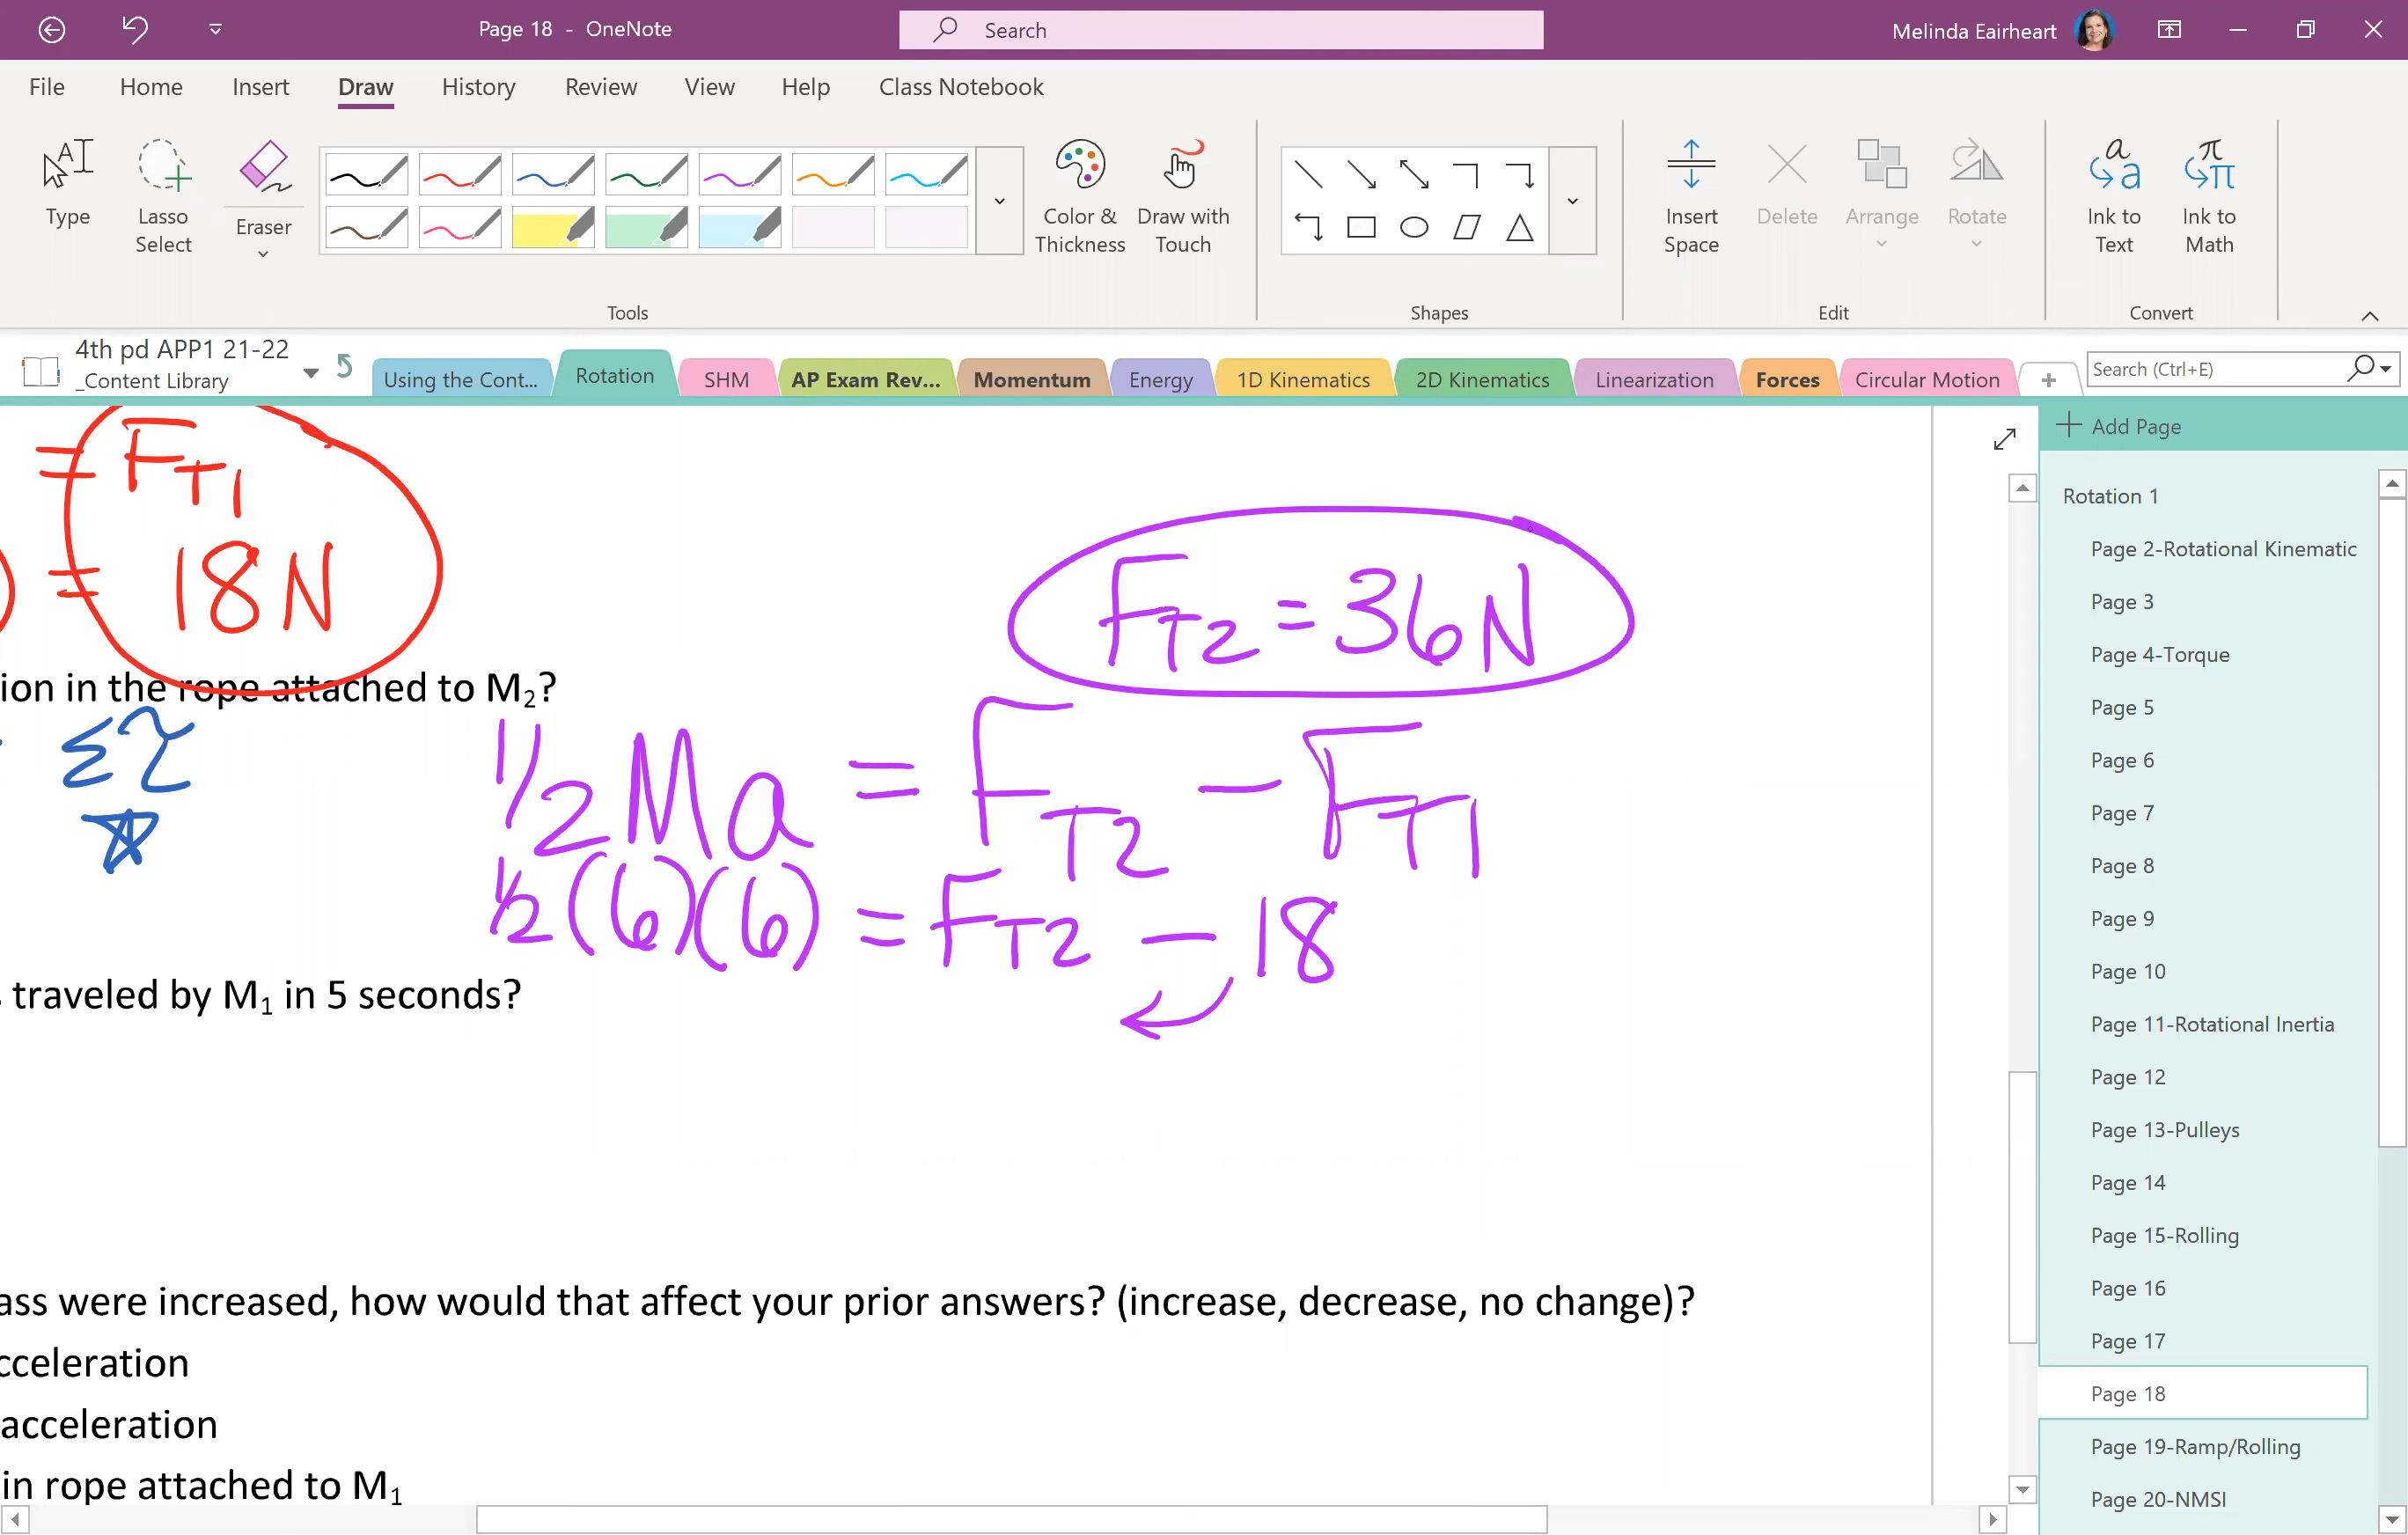 Page 18 - OneNote
Search
Melinda Eairheart
File Home Insert Draw History Review View Help Class Notebook
Type
Lasso Select
Eraser
Color & Thickness
Draw with Touch
Insert Space
Delete
Arrange
Rotate
Ink to Text
Ink to Math
Tools
Shapes
Edit
Convert
4th pd APP1 21-22
_Content Library
Using the Cont... Rotation SHM AP Exam Rev... Momentum Energy 1D Kinematics 2D Kinematics Linearization Forces Circular Motion
Search (Ctrl+E)
= F_T1
= 18N
F_T2 = 36N
ion in the rope attached to M₂?
Στ
1/2 Ma = F_T2 - F_T1
1/2 (6)(6) = F_T2 - 18
traveled by M₁ in 5 seconds?
ass were increased, how would that affect your prior answers? (increase, decrease, no change)?
cceleration
acceleration
in rope attached to M₁
Add Page
Rotation 1
Page 2-Rotational Kinematic
Page 3
Page 4-Torque
Page 5
Page 6
Page 7
Page 8
Page 9
Page 10
Page 11-Rotational Inertia
Page 12
Page 13-Pulleys
Page 14
Page 15-Rolling
Page 16
Page 17
Page 18
Page 19-Ramp/Rolling
Page 20-NMSI